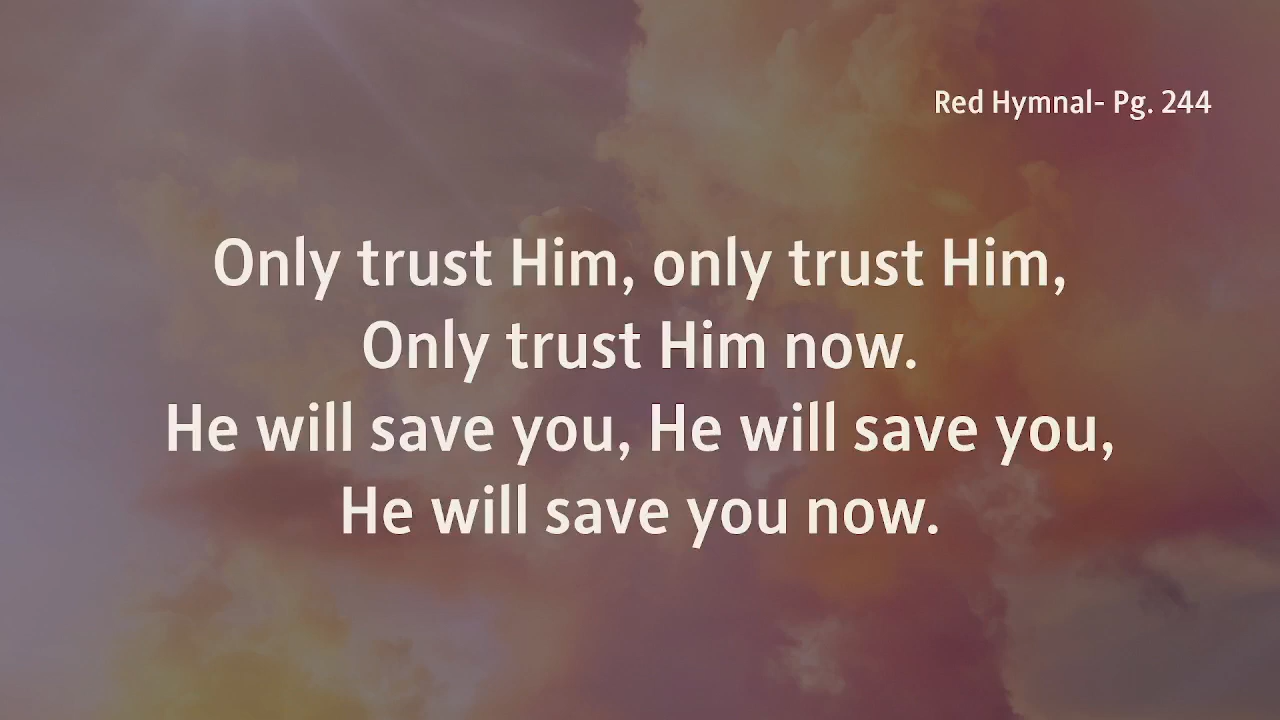 Red Hymnal- Pg. 244
Only trust Him, only trust Him,
Only trust Him now.
He will save you, He will save you,
He will save you now.